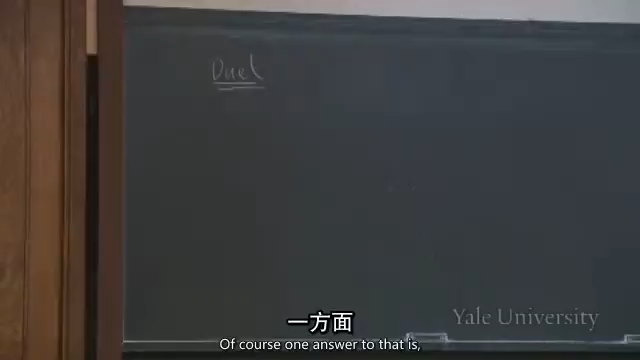 Duel
Yale University
一方面
Of course one answer to that is,